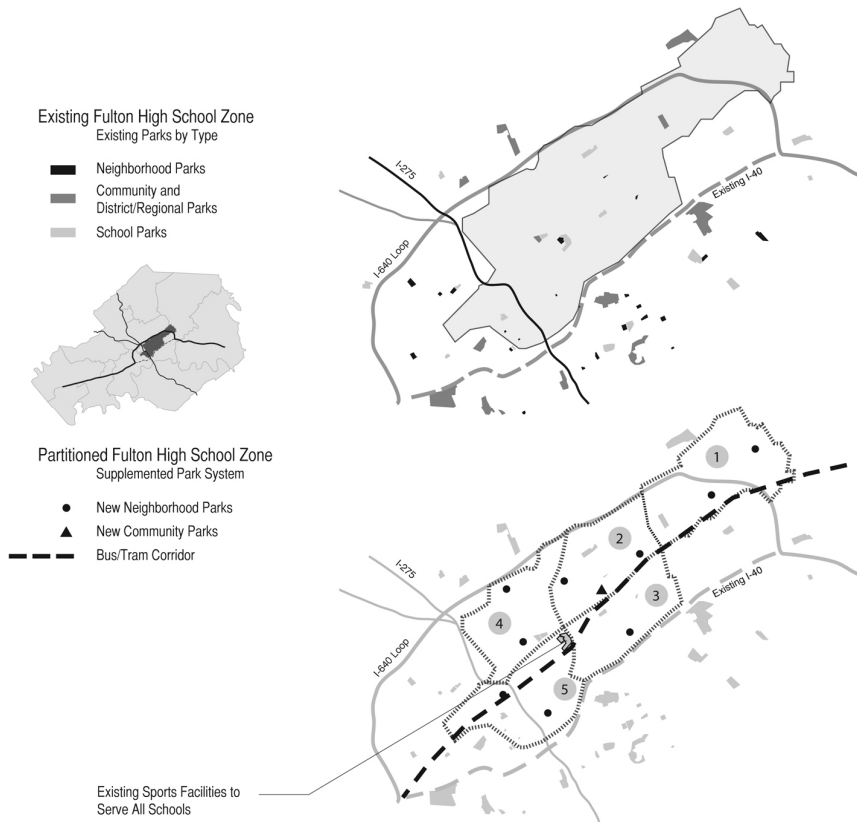 Existing Fulton High School Zone
Existing Parks by Type
Neighborhood Parks
Community and
District/Regional Parks
School Parks
I-275
I-640 Loop
Existing I-40
Partitioned Fulton High School Zone
Supplemented Park System
New Neighborhood Parks
New Community Parks
Bus/Tram Corridor
1
2
3
4
5
I-275
I-640 Loop
Existing I-40
Existing Sports Facilities to
Serve All Schools